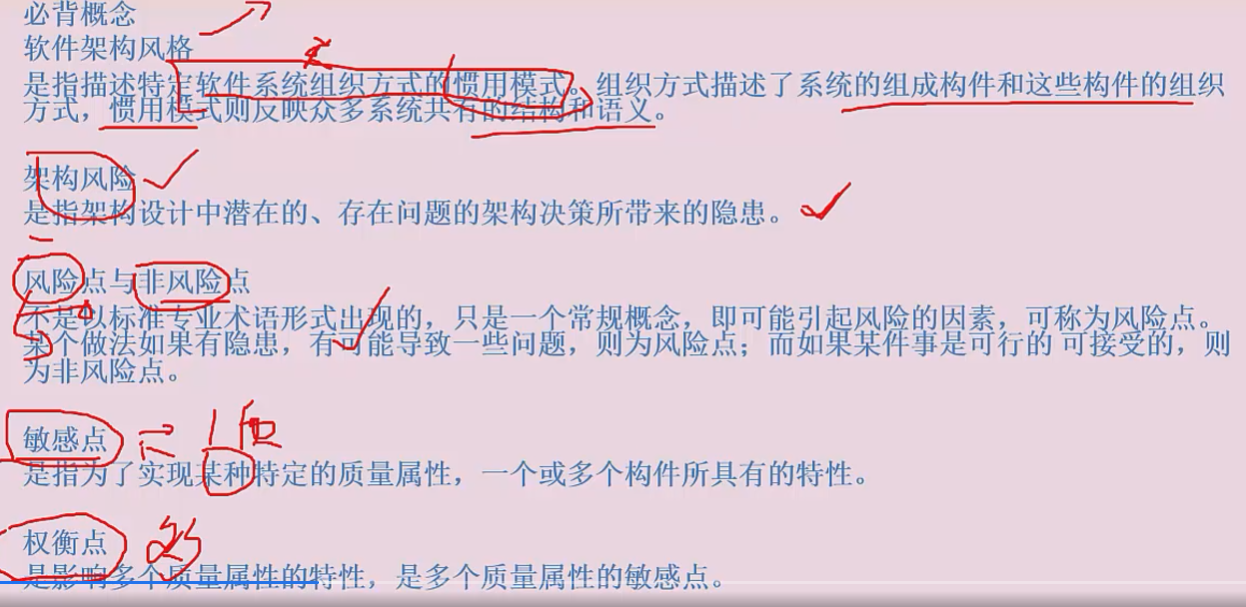 必背概念
软件架构风格
是指描述特定软件系统组织方式的惯用模式。组织方式描述了系统的组成构件和这些构件的组织
方式，惯用模式则反映众多系统共有的结构和语义。
架构风险
是指架构设计中潜在的、存在问题的架构决策所带来的隐患。
风险点与非风险点
不是以标准专业术语形式出现的，只是一个常规概念，即可能引起风险的因素，可称为风险点。
某个做法如果有隐患，有可能导致一些问题，则为风险点；而如果某件事是可行的 可接受的，则
为非风险点。
敏感点
是指为了实现某种特定的质量属性，一个或多个构件所具有的特性。
权衡点
是影响多个质量属性的特性，是多个质量属性的敏感点。